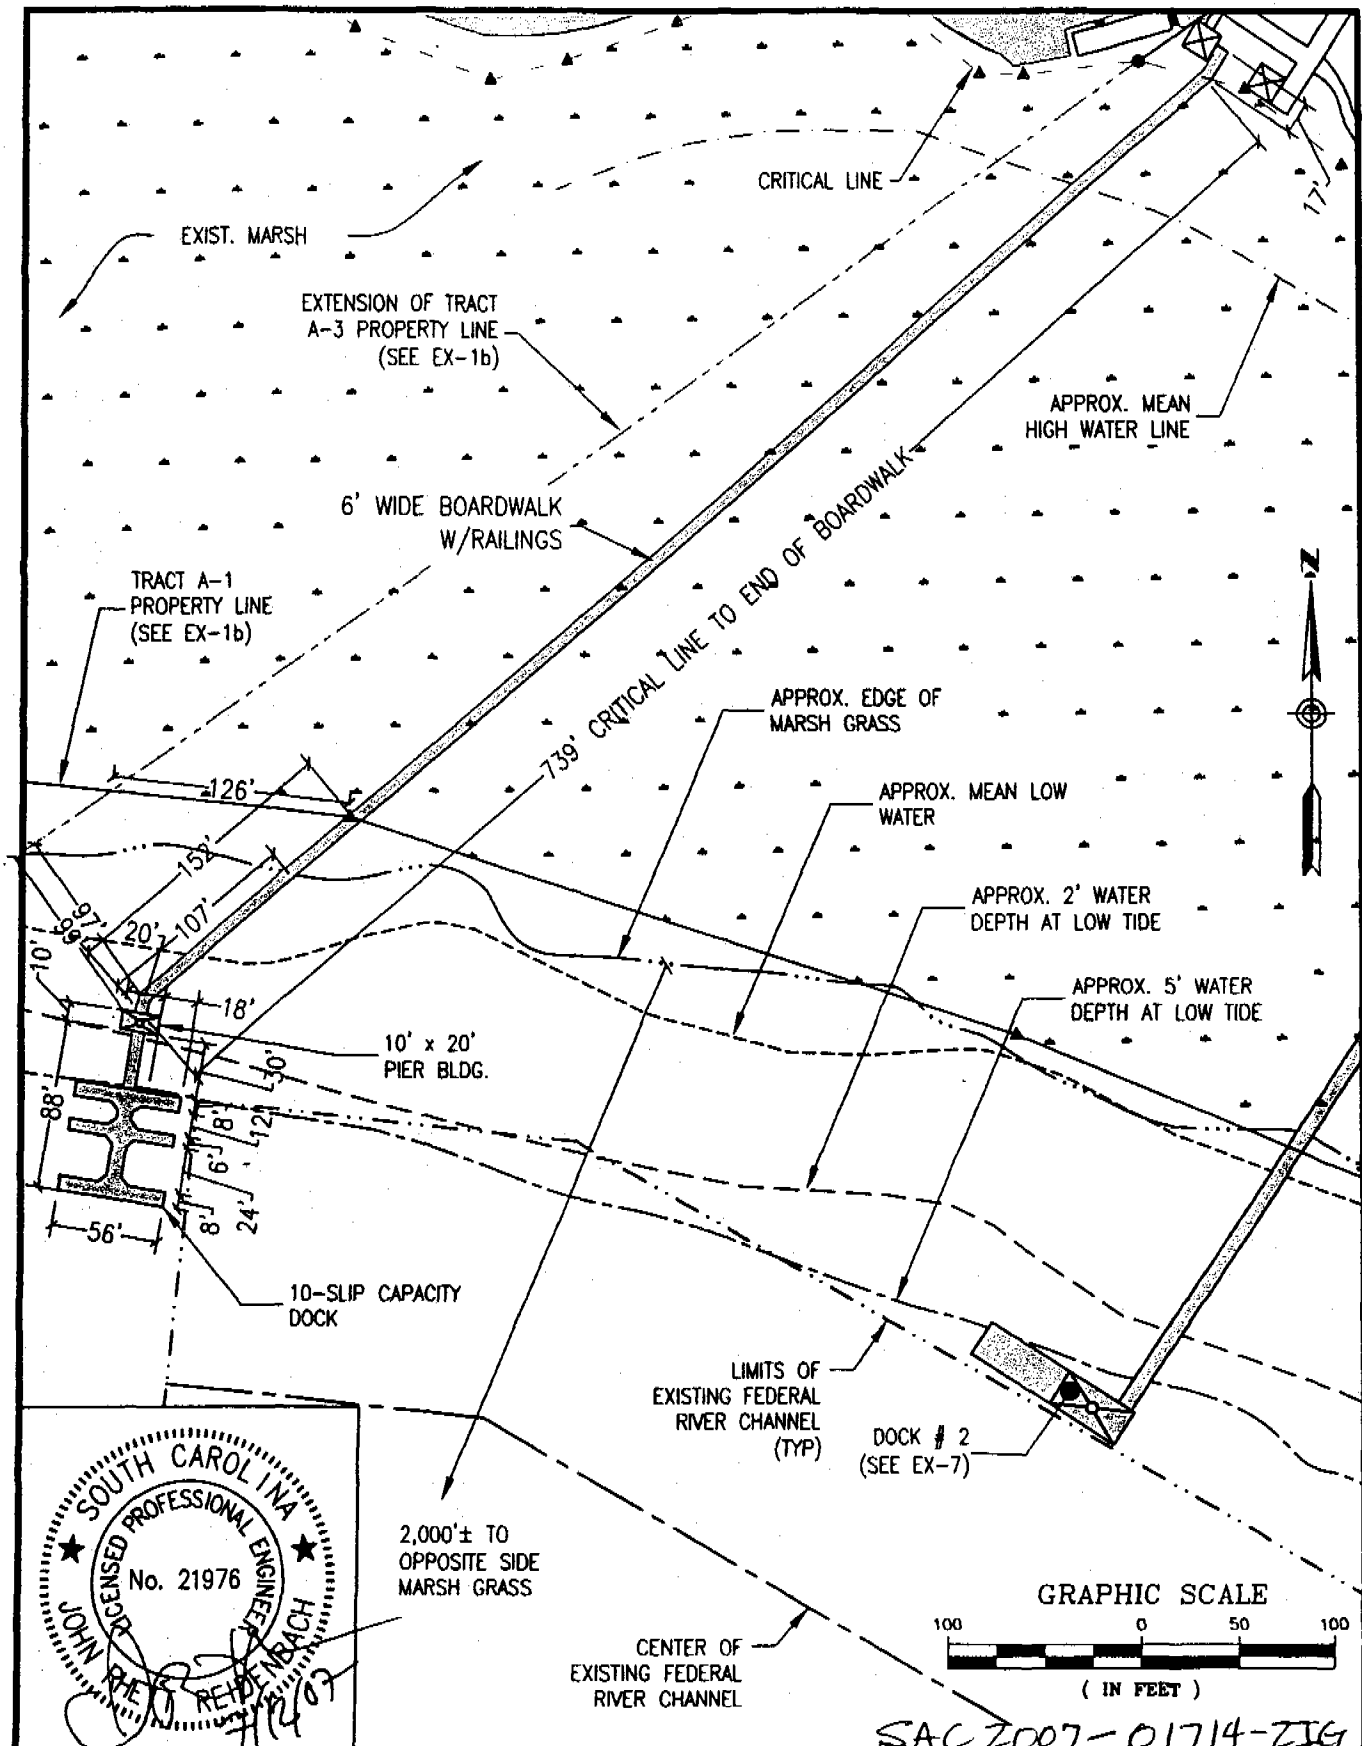 CRITICAL LINE
17'
EXIST. MARSH
EXTENSION OF TRACT
A-3 PROPERTY LINE
(SEE EX-1b)
APPROX. MEAN
HIGH WATER LINE
6' WIDE BOARDWALK
W/RAILINGS
739' CRITICAL LINE TO END OF BOARDWALK
N
TRACT A-1
PROPERTY LINE
(SEE EX-1b)
APPROX. EDGE OF
MARSH GRASS
126'
APPROX. MEAN LOW
WATER
152'
107'
97'
99'
20'
10'
APPROX. 2' WATER
DEPTH AT LOW TIDE
APPROX. 5' WATER
DEPTH AT LOW TIDE
18'
10' x 20'
PIER BLDG.
30'
88'
8'
12'
6'
24'
8'
56'
10-SLIP CAPACITY
DOCK
LIMITS OF
EXISTING FEDERAL
RIVER CHANNEL
(TYP)
DOCK # 2
(SEE EX-7)
SOUTH CAROLINA
LICENSED PROFESSIONAL ENGINEER
No. 21976
JOHN RHETT REIDENBACH
7/12/07
2,000'± TO
OPPOSITE SIDE
MARSH GRASS
CENTER OF
EXISTING FEDERAL
RIVER CHANNEL
GRAPHIC SCALE
100 0 50 100
( IN FEET )
SAC 2007-01714-2IG